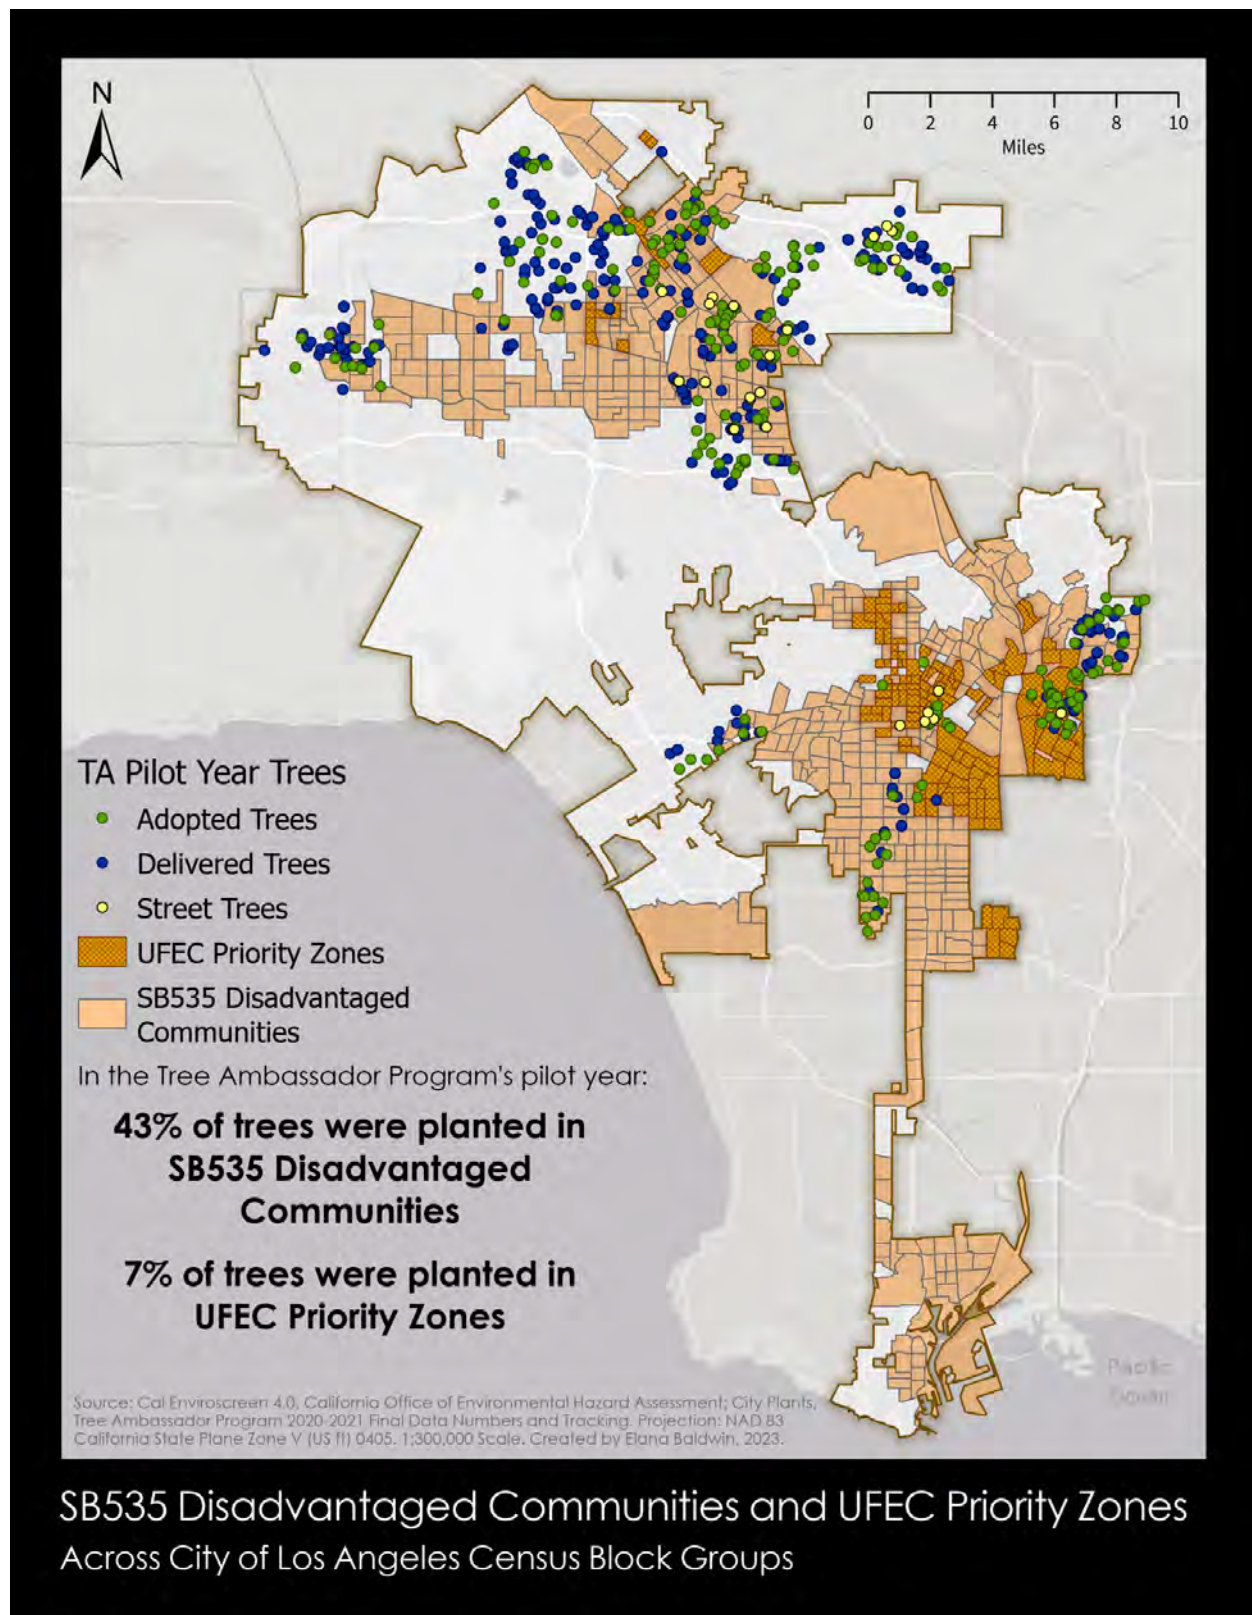 N
0 2 4 6 8 10
Miles
TA Pilot Year Trees
Adopted Trees
Delivered Trees
Street Trees
UFEC Priority Zones
SB535 Disadvantaged
Communities
In the Tree Ambassador Program's pilot year:
43% of trees were planted in
SB535 Disadvantaged
Communities
7% of trees were planted in
UFEC Priority Zones
Pacific
Ocean
Source: Cal Enviroscreen 4.0, California Office of Environmental Hazard Assessment; City Plants,
Tree Ambassador Program 2020-2021 Final Data Numbers and Tracking. Projection: NAD 83
California State Plane Zone V (US ft) 0405. 1:300,000 Scale. Created by Elana Baldwin, 2023.
SB535 Disadvantaged Communities and UFEC Priority Zones
Across City of Los Angeles Census Block Groups